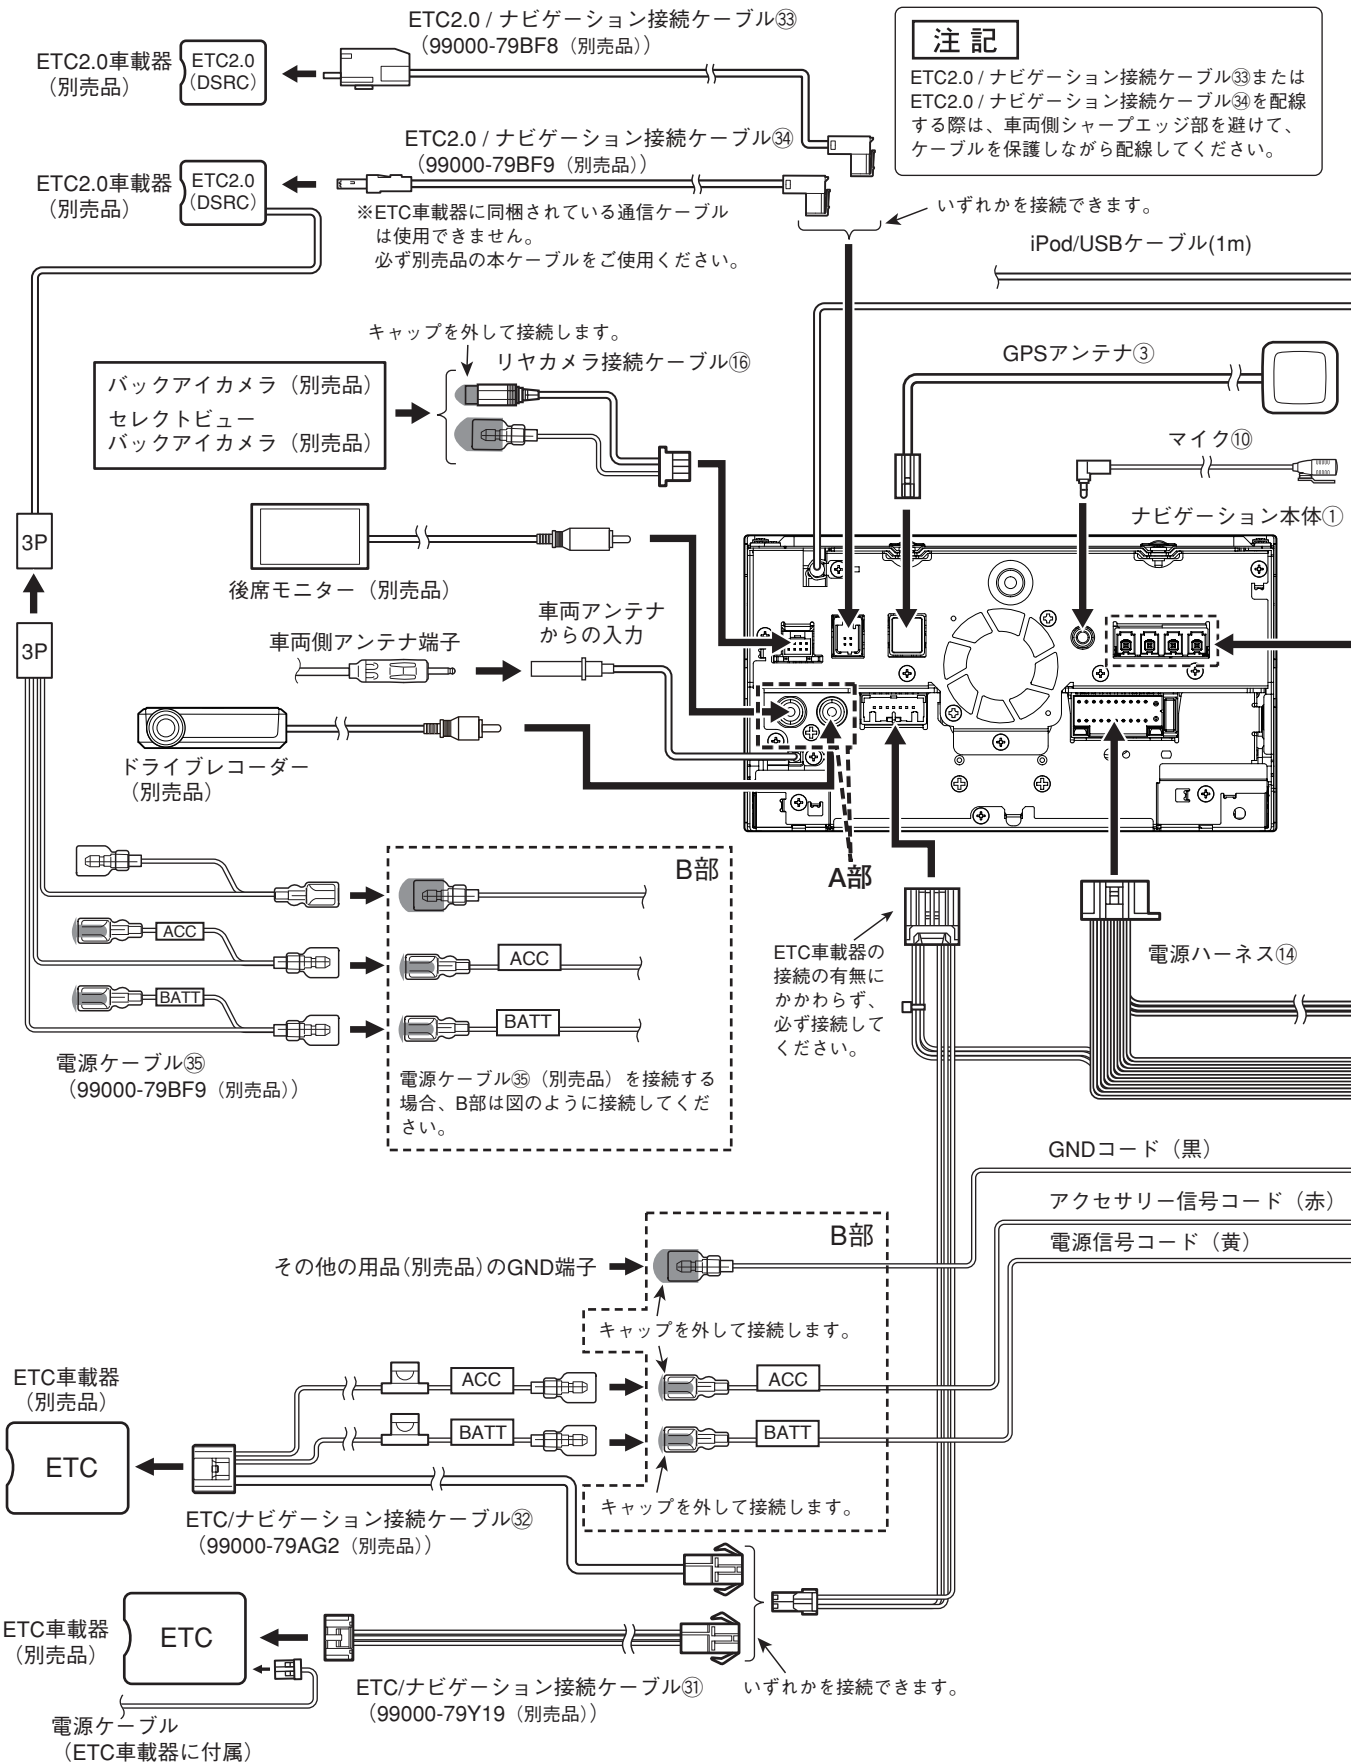 ETC2.0 / ナビゲーション接続ケーブル㉝
(99000-79BF8（別売品）)
ETC2.0車載器
（別売品）
ETC2.0
(DSRC)
注 記
ETC2.0 / ナビゲーション接続ケーブル㉝または
ETC2.0 / ナビゲーション接続ケーブル㉞を配線
する際は、車両側シャープエッジ部を避けて、
ケーブルを保護しながら配線してください。
ETC2.0 / ナビゲーション接続ケーブル㉞
(99000-79BF9（別売品）)
ETC2.0車載器
（別売品）
ETC2.0
(DSRC)
※ETC車載器に同梱されている通信ケーブル
は使用できません。
必ず別売品の本ケーブルをご使用ください。
いずれかを接続できます。
iPod/USBケーブル(1m)
キャップを外して接続します。
リヤカメラ接続ケーブル⑯
GPSアンテナ③
バックアイカメラ（別売品）
セレクトビュー
バックアイカメラ（別売品）
マイク⑩
ナビゲーション本体①
3P
後席モニター（別売品）
車両アンテナ
からの入力
車両側アンテナ端子
3P
ドライブレコーダー
（別売品）
B部
A部
ACC
ACC
BATT
BATT
ETC車載器の
接続の有無に
かかわらず、
必ず接続して
ください。
電源ハーネス⑭
電源ケーブル㉟
(99000-79BF9（別売品）)
電源ケーブル㉟（別売品）を接続する
場合、B部は図のように接続してくだ
さい。
GNDコード（黒）
アクセサリー信号コード（赤）
電源信号コード（黄）
B部
その他の用品(別売品)のGND端子
キャップを外して接続します。
ETC車載器
（別売品）
ACC
ACC
BATT
BATT
ETC
キャップを外して接続します。
ETC/ナビゲーション接続ケーブル㉜
(99000-79AG2（別売品）)
ETC車載器
（別売品）
ETC
ETC/ナビゲーション接続ケーブル㉛
(99000-79Y19（別売品）)
いずれかを接続できます。
電源ケーブル
（ETC車載器に付属）